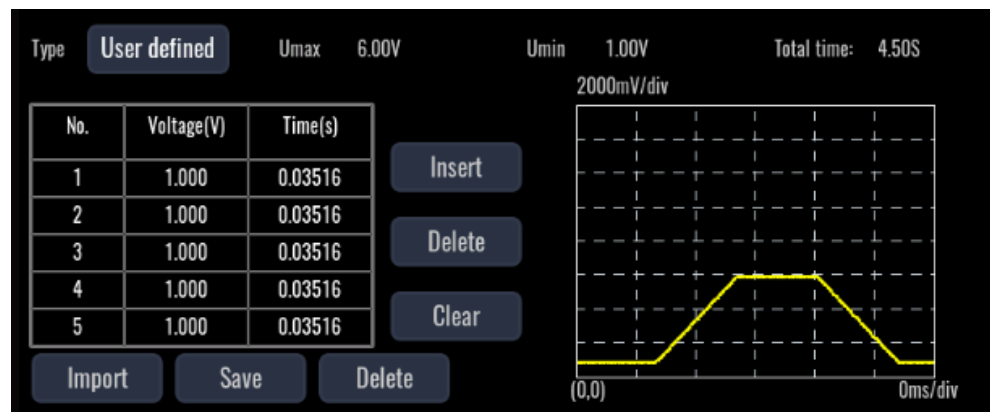 Type User defined Umax 6.00V Umin 1.00V Total time: 4.50S
2000mV/div
No. Voltage(V) Time(s)
1 1.000 0.03516
2 1.000 0.03516
3 1.000 0.03516
4 1.000 0.03516
5 1.000 0.03516
Insert
Delete
Clear
Import Save Delete
(0,0) 0ms/div